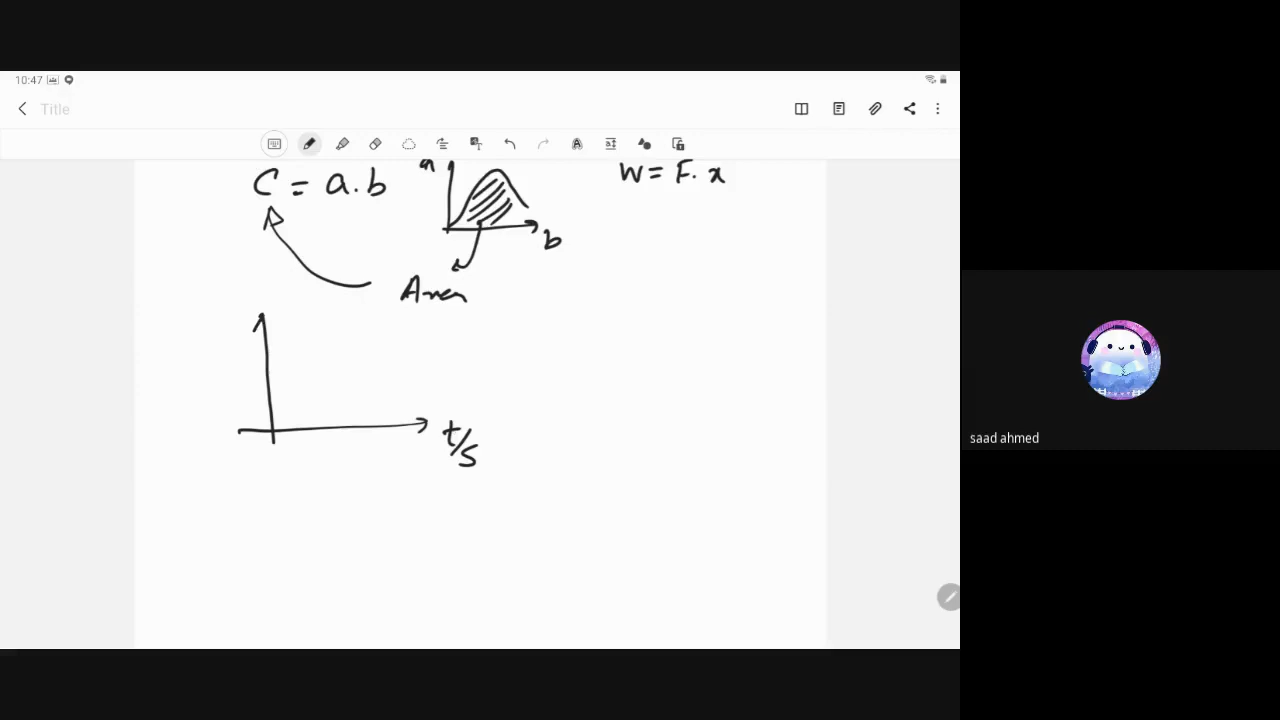 10:47
Title
C = a.b
a
b
W = F. x
Area
t/s
saad ahmed